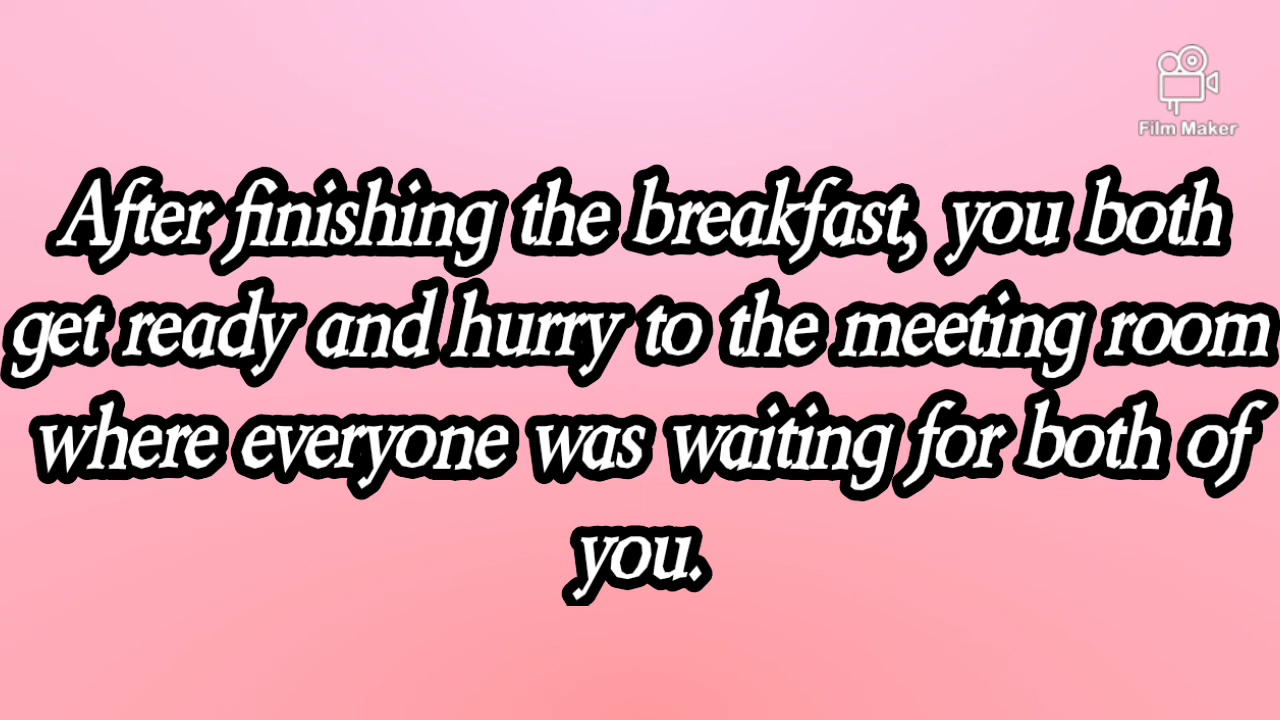 Film Maker
After finishing the breakfast, you both
get ready and hurry to the meeting room
where everyone was waiting for both of
you.